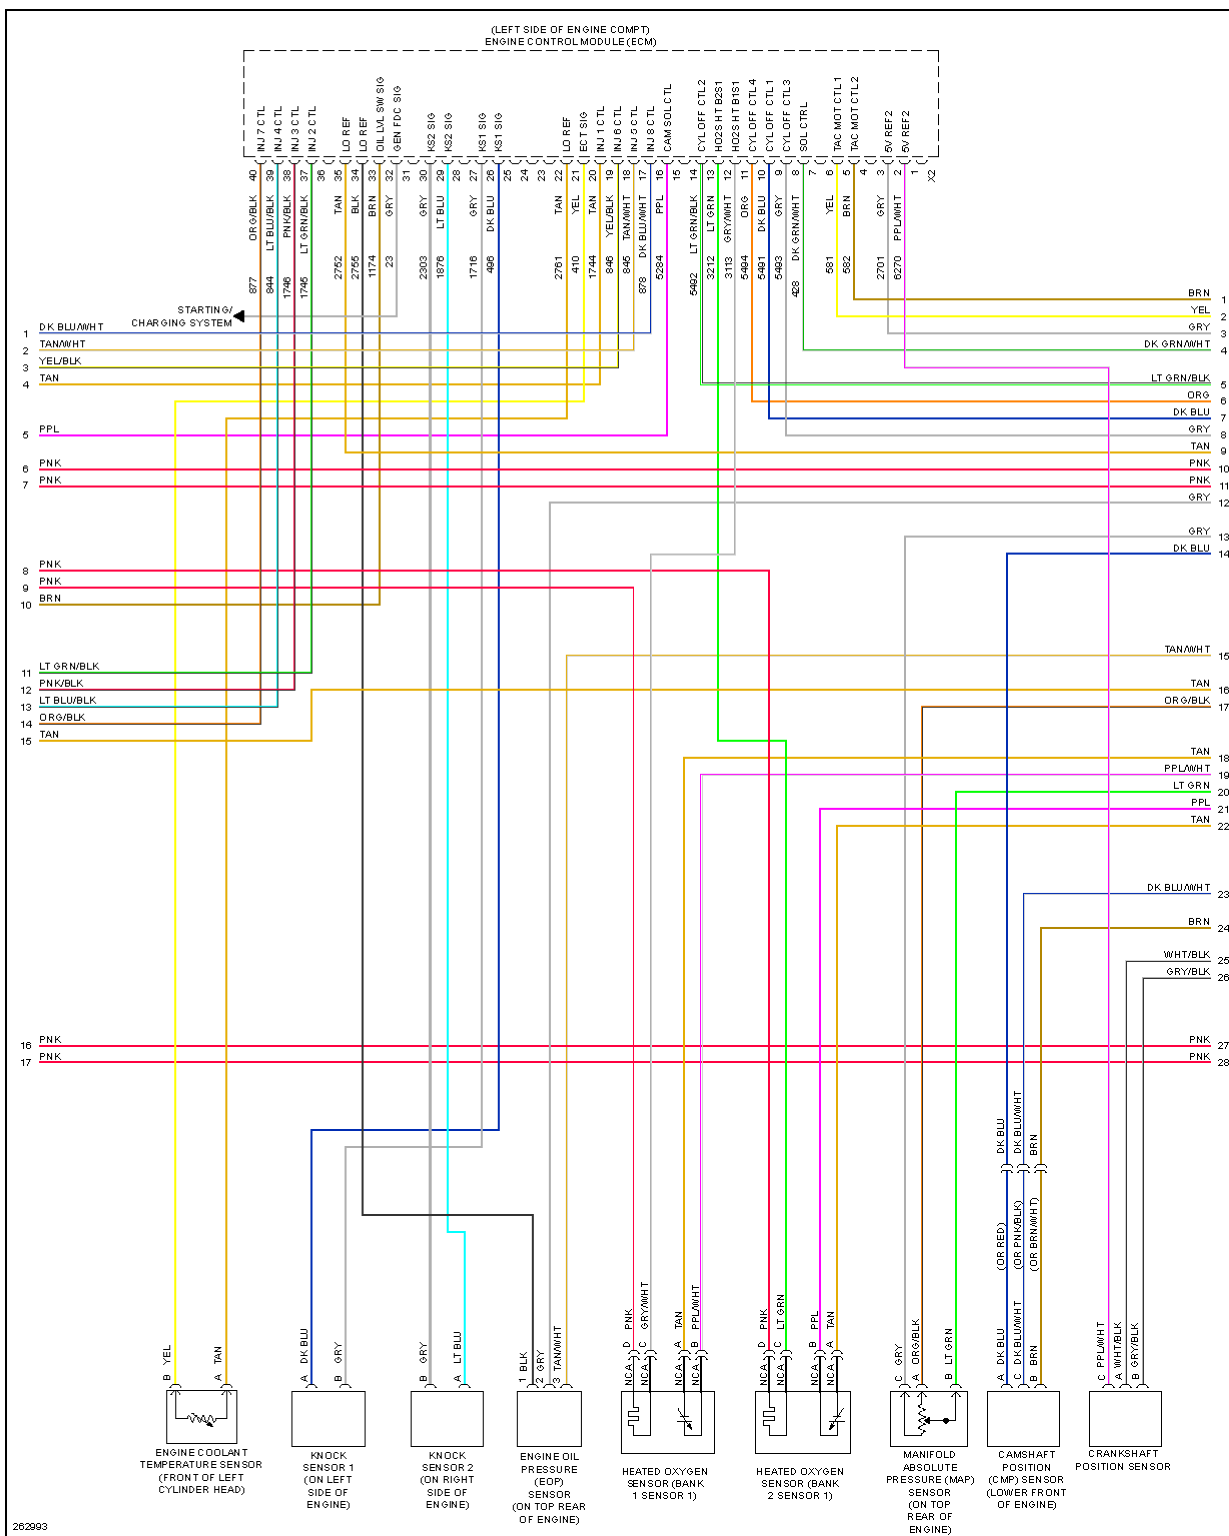 (LEFT SIDE OF ENGINE COMPT)
ENGINE CONTROL MODULE (ECM)
INJ 7 CTL
INJ 4 CTL
INJ 3 CTL
INJ 2 CTL
LO REF
LO REF
OIL LVL SW SIG
GEN FDC SIG
KS2 SIG
KS2 SIG
KS1 SIG
KS1 SIG
LO REF
ECT SIG
INJ 1 CTL
INJ 6 CTL
INJ 5 CTL
INJ 8 CTL
CAM SOL CTL
CYL OFF CTL2
HO2S HT B2S1
HO2S HT B1S1
CYL OFF CTL4
CYL OFF CTL1
CYL OFF CTL3
SOL CTRL
TAC MOT CTL1
TAC MOT CTL2
5V REF2
5V REF2
40 39 38 37 36 35 34 33 32 31 30 29 28 27 26 25 24 23 22 21 20 19 18 17 16 15 14 13 12 11 10 9 8 7 6 5 4 3 2 1 X2
ORG/BLK
LT BLU/BLK
PNK/BLK
LT GRN/BLK
TAN
BLK
BRN
GRY
GRY
LT BLU
GRY
DK BLU
TAN
YEL
TAN
YEL/BLK
TAN/WHT
DK BLU/WHT
PPL
LT GRN/BLK
LT GRN
GRY/WHT
ORG
DK BLU
GRY
DK GRN/WHT
YEL
BRN
GRY
PPL/WHT
877 844 1746 1745 2752 2755 1174 23 2303 1876 1716 496 2761 410 1744 846 845 878 5284 5492 3212 3113 5494 5491 5493 428 581 582 2701 6270
STARTING/
CHARGING SYSTEM
1 DK BLU/WHT
2 TAN/WHT
3 YEL/BLK
4 TAN
5 PPL
6 PNK
7 PNK
8 PNK
9 PNK
10 BRN
11 LT GRN/BLK
12 PNK/BLK
13 LT BLU/BLK
14 ORG/BLK
15 TAN
16 PNK
17 PNK
BRN 1
YEL 2
GRY 3
DK GRN/WHT 4
LT GRN/BLK 5
ORG 6
DK BLU 7
GRY 8
TAN 9
PNK 10
PNK 11
GRY 12
GRY 13
DK BLU 14
TAN/WHT 15
TAN 16
ORG/BLK 17
TAN 18
PPL/WHT 19
LT GRN 20
PPL 21
TAN 22
DK BLU/WHT 23
BRN 24
WHT/BLK 25
GRY/BLK 26
PNK 27
PNK 28
DK BLU
DK BLU/WHT
BRN
(OR RED)
(OR PNK/BLK)
(OR BRN/WHT)
B YEL
A TAN
A DK BLU
B GRY
B GRY
A LT BLU
1 BLK
2 GRY
3 TAN/WHT
NCA D PNK
NCA C GRY/WHT
NCA A TAN
NCA B PPL/WHT
NCA D PNK
NCA C LT GRN
NCA B PPL
NCA A TAN
C GRY
A ORG/BLK
B LT GRN
A DK BLU
C DK BLU/WHT
B BRN
C PPL/WHT
A WHT/BLK
B GRY/BLK
ENGINE COOLANT
TEMPERATURE SENSOR
(FRONT OF LEFT
CYLINDER HEAD)
KNOCK
SENSOR 1
(ON LEFT
SIDE OF
ENGINE)
KNOCK
SENSOR 2
(ON RIGHT
SIDE OF
ENGINE)
ENGINE OIL
PRESSURE
(EOP)
SENSOR
(ON TOP REAR
OF ENGINE)
HEATED OXYGEN
SENSOR (BANK
1 SENSOR 1)
HEATED OXYGEN
SENSOR (BANK
2 SENSOR 1)
MANIFOLD
ABSOLUTE
PRESSURE (MAP)
SENSOR
(ON TOP
REAR OF
ENGINE)
CAMSHAFT
POSITION
(CMP) SENSOR
(LOWER FRONT
OF ENGINE)
CRANKSHAFT
POSITION SENSOR
262993